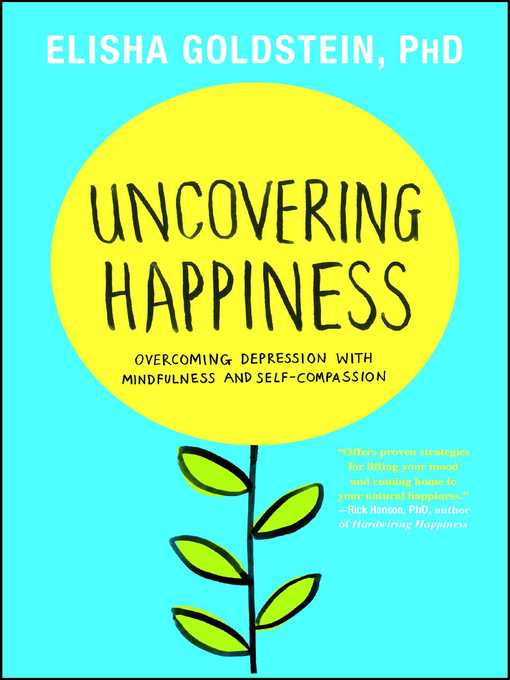 ELISHA GOLDSTEIN, PHD
UNCOVERING
HAPPINESS
OVERCOMING DEPRESSION WITH
MINDFULNESS AND SELF-COMPASSION
“Offers proven strategies
for lifting your mood
and coming home to
your natural happiness.”
—Rick Hanson, PhD, author
of Hardwiring Happiness